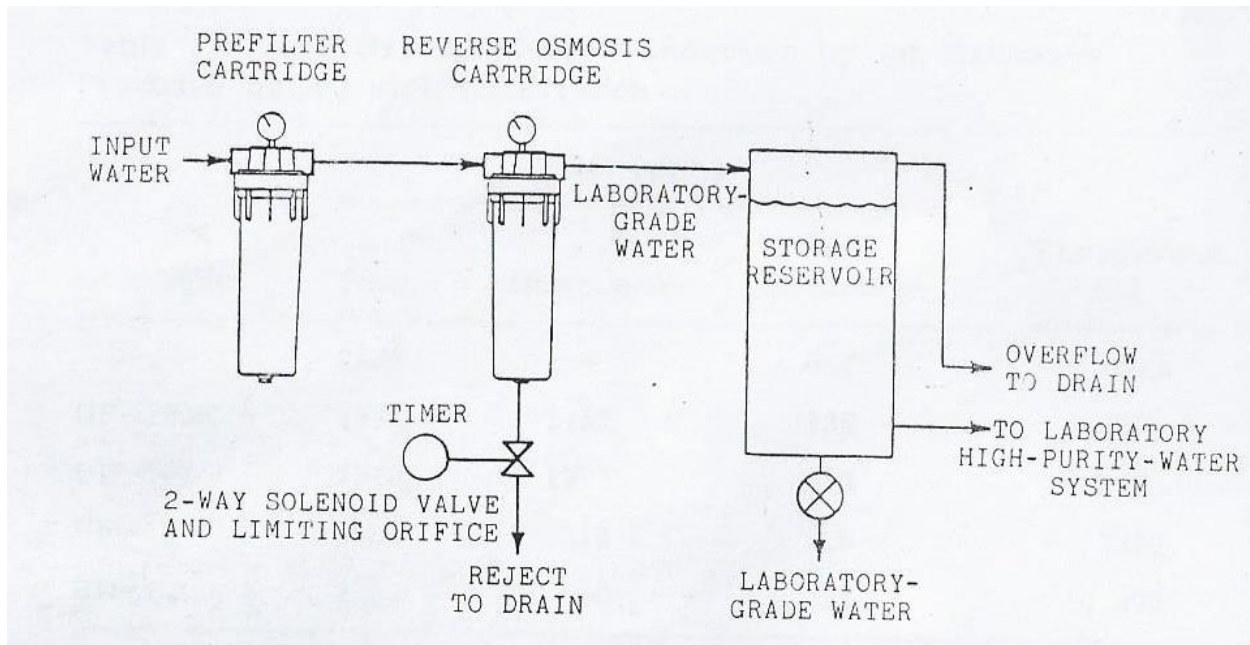 PREFILTER
CARTRIDGE
REVERSE OSMOSIS
CARTRIDGE
INPUT
WATER
LABORATORY-
GRADE
WATER
STORAGE
RESERVOIR
OVERFLOW
TO DRAIN
TO LABORATORY
HIGH-PURITY-WATER
SYSTEM
TIMER
2-WAY SOLENOID VALVE
AND LIMITING ORIFICE
REJECT
TO DRAIN
LABORATORY-
GRADE WATER